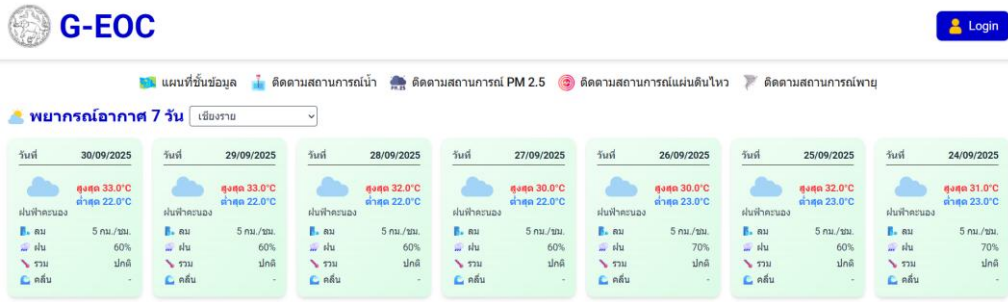 G-EOC
Login
แผนที่ชั้นข้อมูล ติดตามสถานการณ์น้ำ ติดตามสถานการณ์ PM 2.5 ติดตามสถานการณ์แผ่นดินไหว ติดตามสถานการณ์พายุ
พยากรณ์อากาศ 7 วัน เชียงราย
วันที่ 30/09/2025 วันที่ 29/09/2025 วันที่ 28/09/2025 วันที่ 27/09/2025 วันที่ 26/09/2025 วันที่ 25/09/2025 วันที่ 24/09/2025
สูงสุด 33.0°C สูงสุด 33.0°C สูงสุด 32.0°C สูงสุด 30.0°C สูงสุด 30.0°C สูงสุด 32.0°C สูงสุด 31.0°C
ต่ำสุด 22.0°C ต่ำสุด 22.0°C ต่ำสุด 22.0°C ต่ำสุด 22.0°C ต่ำสุด 23.0°C ต่ำสุด 23.0°C ต่ำสุด 23.0°C
ฝนฟ้าคะนอง ฝนฟ้าคะนอง ฝนฟ้าคะนอง ฝนฟ้าคะนอง ฝนฟ้าคะนอง ฝนฟ้าคะนอง ฝนฟ้าคะนอง
ลม 5 กม./ชม. ลม 5 กม./ชม. ลม 5 กม./ชม. ลม 5 กม./ชม. ลม 5 กม./ชม. ลม 5 กม./ชม. ลม 5 กม./ชม.
ฝน 60% ฝน 60% ฝน 60% ฝน 60% ฝน 70% ฝน 60% ฝน 70%
รวม ปกติ รวม ปกติ รวม ปกติ รวม ปกติ รวม ปกติ รวม ปกติ รวม ปกติ
คลื่น - คลื่น - คลื่น - คลื่น - คลื่น - คลื่น - คลื่น -